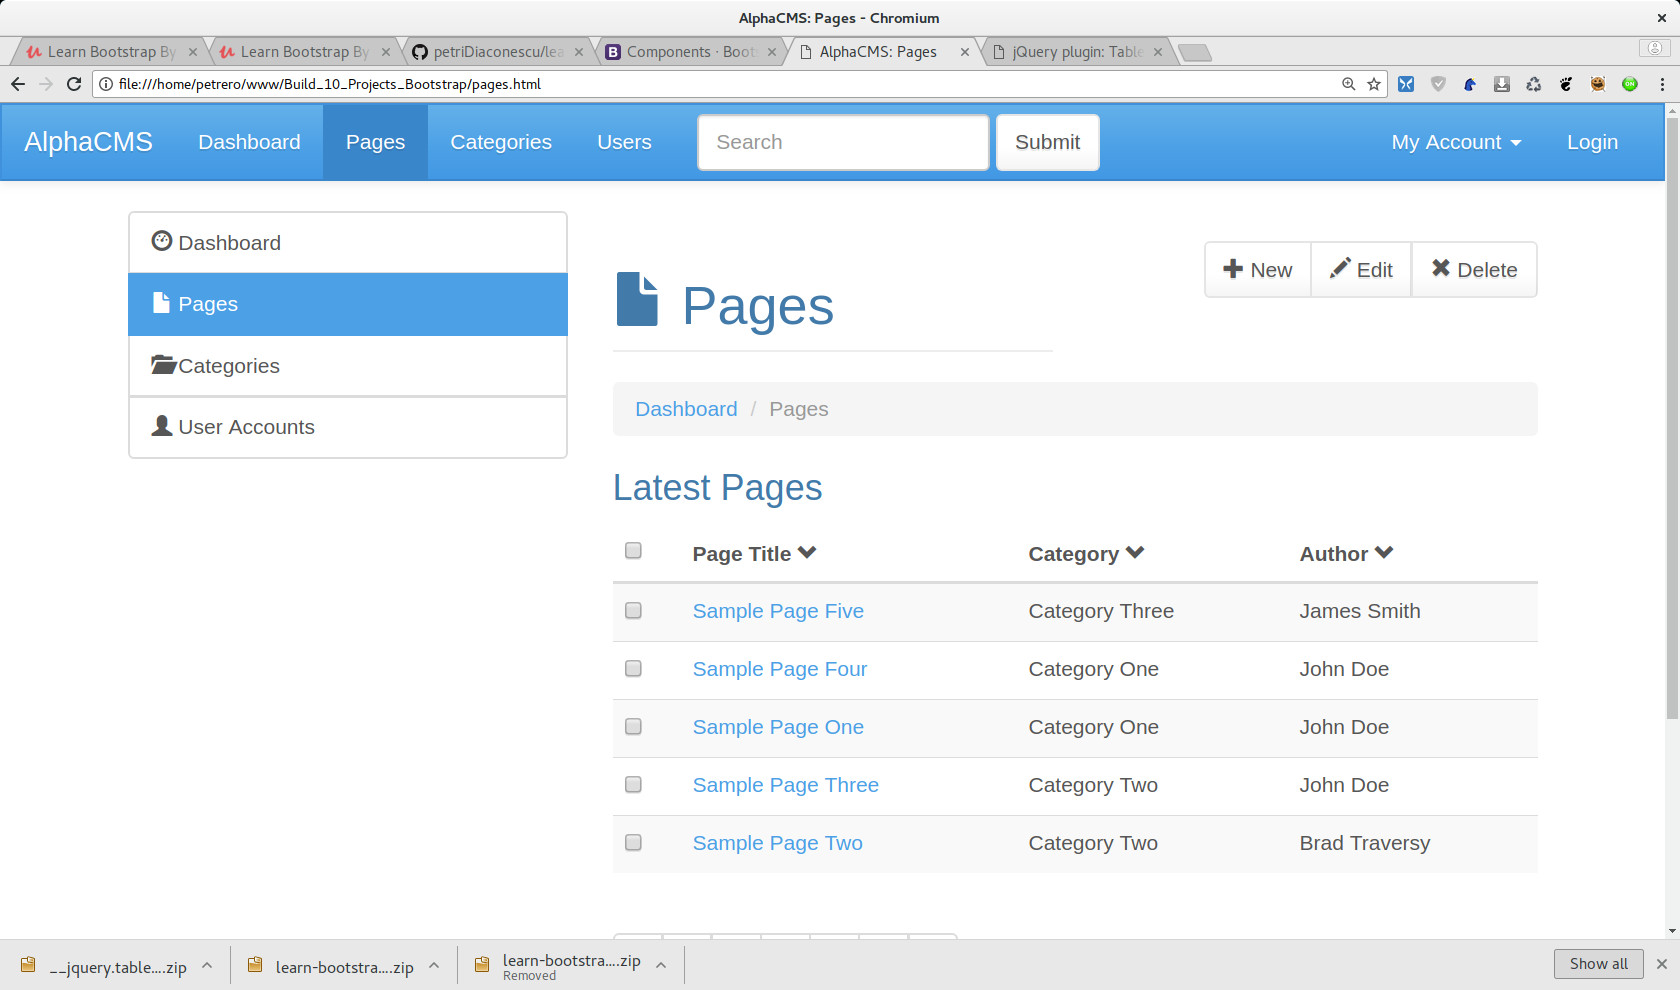 AlphaCMS: Pages - Chromium
Learn Bootstrap By
Learn Bootstrap By
petriDiaconescu/lea
Components · Boots
AlphaCMS: Pages
jQuery plugin: Table
file:///home/petrero/www/Build_10_Projects_Bootstrap/pages.html
AlphaCMS Dashboard Pages Categories Users Search Submit My Account Login
Dashboard
Pages
Categories
User Accounts
New Edit Delete
Pages
Dashboard / Pages
Latest Pages
Page Title Category Author
Sample Page Five Category Three James Smith
Sample Page Four Category One John Doe
Sample Page One Category One John Doe
Sample Page Three Category Two John Doe
Sample Page Two Category Two Brad Traversy
__jquery.table....zip
learn-bootstra....zip
learn-bootstra....zip
Removed
Show all